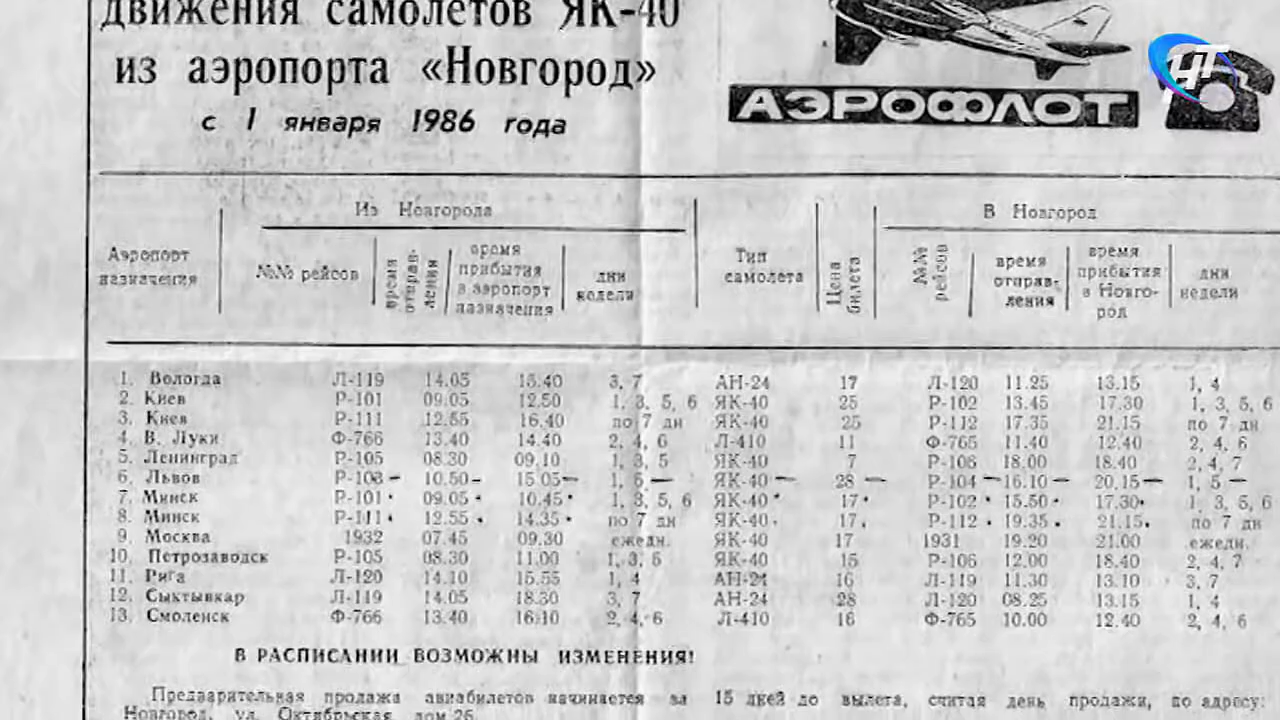 движения самолетов ЯК-40
из аэропорта «Новгород»
с 1 января 1986 года
АЭРОФЛОТ
НТ
Из Новгорода
В Новгород
Аэропорт назначения
№№ рейсов
время отправления
время прибытия в аэропорт назначения
дни недели
Тип самолета
Цена билета
№№ рейсов
время отправ-ления
время прибытия в Новго-род
дни недели
1. Вологда Л-119 14.05 15.40 3, 7 АН-24 17 Л-120 11.25 13.15 1, 4
2. Киев Р-101 09.05 12.50 1, 3, 5, 6 ЯК-40 25 Р-102 13.45 17.30 1, 3, 5, 6
3. Киев Р-111 12.55 16.40 по 7 дн ЯК-40 25 Р-112 17.35 21.15 по 7 дн
4. В. Луки Ф-766 13.40 14.40 2, 4, 6 Л-410 11 Ф-765 11.40 12.40 2, 4, 6
5. Ленинград Р-105 08.30 09.10 1, 3, 5 ЯК-40 7 Р-106 18.00 18.40 2, 4, 7
6. Львов 10.50 15.05 1, 5 ЯК-40 28 Р-104 16.10 20.15 1, 5
7. Минск Р-101 09.05 10.45 1, 3, 5, 6 ЯК-40 17 Р-102 15.50 17.30 1, 3, 5, 6
8. Минск Р-111 12.55 14.35 по 7 дн ЯК-40 17 Р-112 19.35 21.15 по 7 дн
9. Москва 1932 07.45 09.30 ежедн. ЯК-40 17 1931 19.20 21.00 ежедн.
10. Петрозаводск Р-105 08.30 11.00 1, 3, 5 ЯК-40 15 Р-106 12.00 18.40 2, 4, 7
11. Рига Л-120 14.10 15.55 1, 4 АН-24 16 Л-119 11.30 13.10 3, 7
12. Сыктывкар Л-119 14.05 18.30 3, 7 АН-24 28 Л-120 08.25 13.15 1, 4
13. Смоленск Ф-766 13.40 16.10 2, 4, 6 Л-410 16 Ф-765 10.00 12.40 2, 4, 6
В РАСПИСАНИИ ВОЗМОЖНЫ ИЗМЕНЕНИЯ!
Предварительная продажа авиабилетов начинается за 15 дней до вылета, считая день продажи, по адресу:
Новгород, ул. Октябрьская, дом 26.